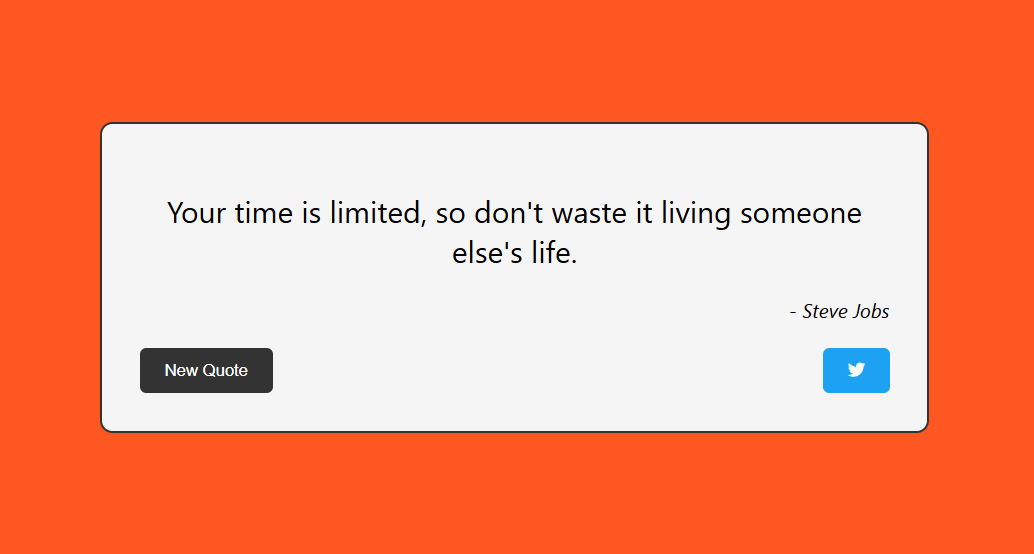 Your time is limited, so don't waste it living someone
else's life.
- Steve Jobs
New Quote